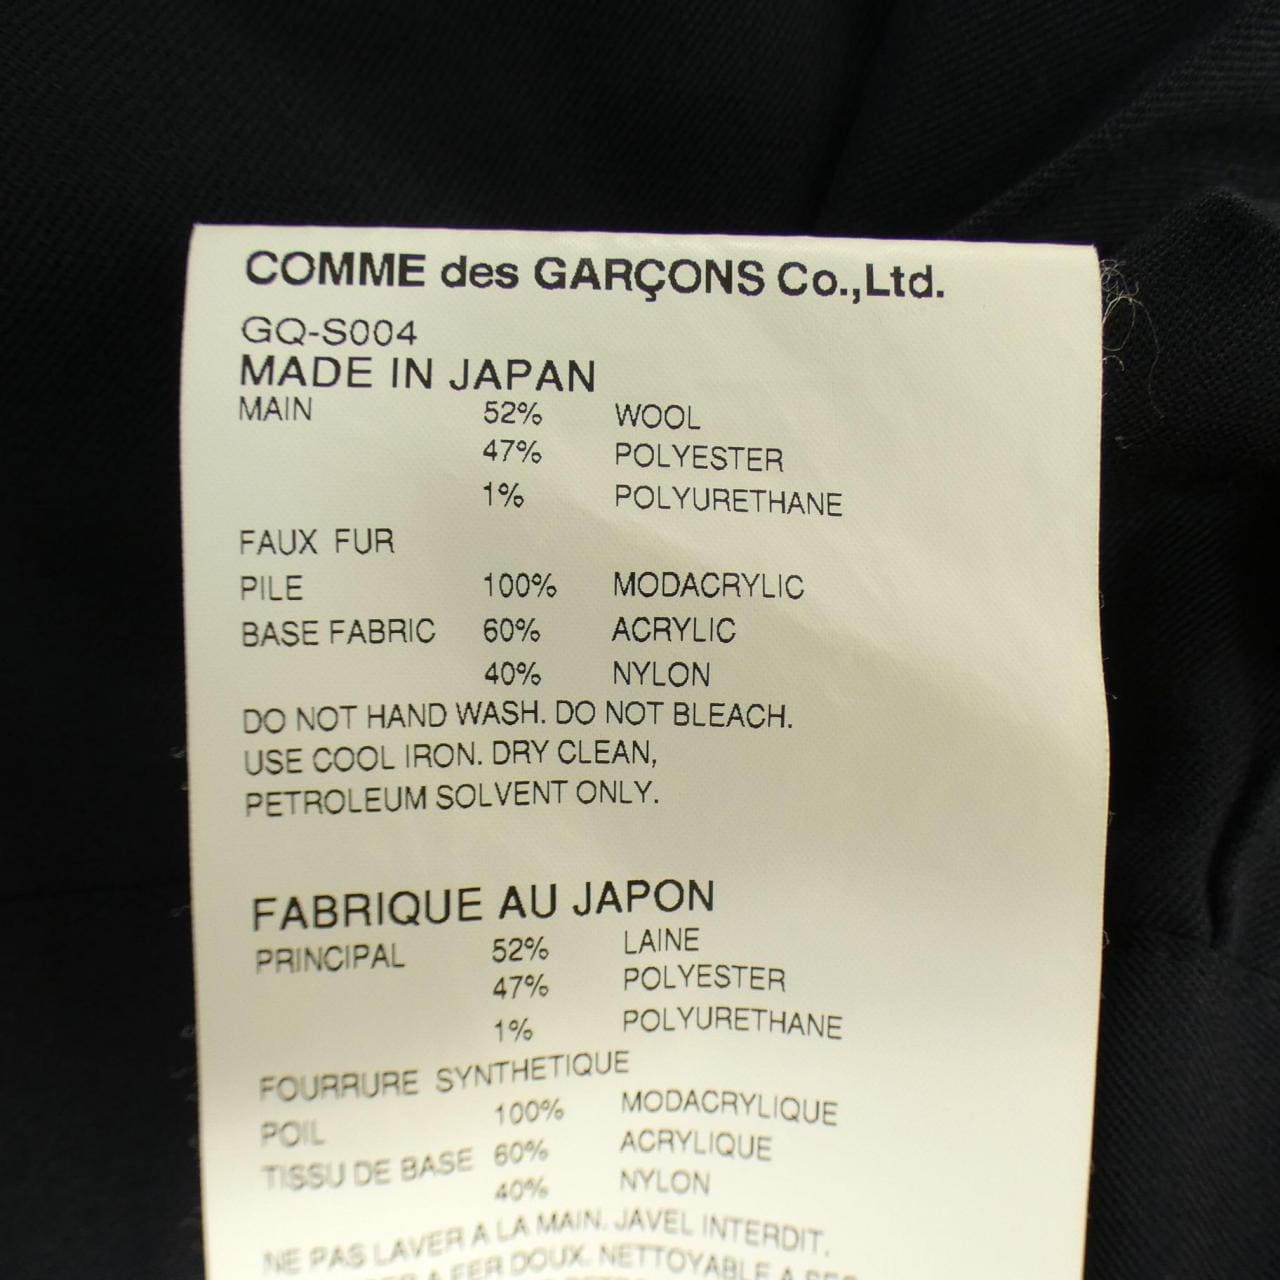 COMME des GARÇONS Co.,Ltd.
GQ-S004
MADE IN JAPAN
MAIN 52% WOOL
47% POLYESTER
1% POLYURETHANE
FAUX FUR
PILE 100% MODACRYLIC
BASE FABRIC 60% ACRYLIC
40% NYLON
DO NOT HAND WASH. DO NOT BLEACH.
USE COOL IRON. DRY CLEAN,
PETROLEUM SOLVENT ONLY.
FABRIQUE AU JAPON
PRINCIPAL 52% LAINE
47% POLYESTER
1% POLYURETHANE
FOURRURE SYNTHETIQUE
POIL 100% MODACRYLIQUE
TISSU DE BASE 60% ACRYLIQUE
40% NYLON
NE PAS LAVER A LA MAIN. JAVEL INTERDIT.
A FER DOUX. NETTOYABLE A